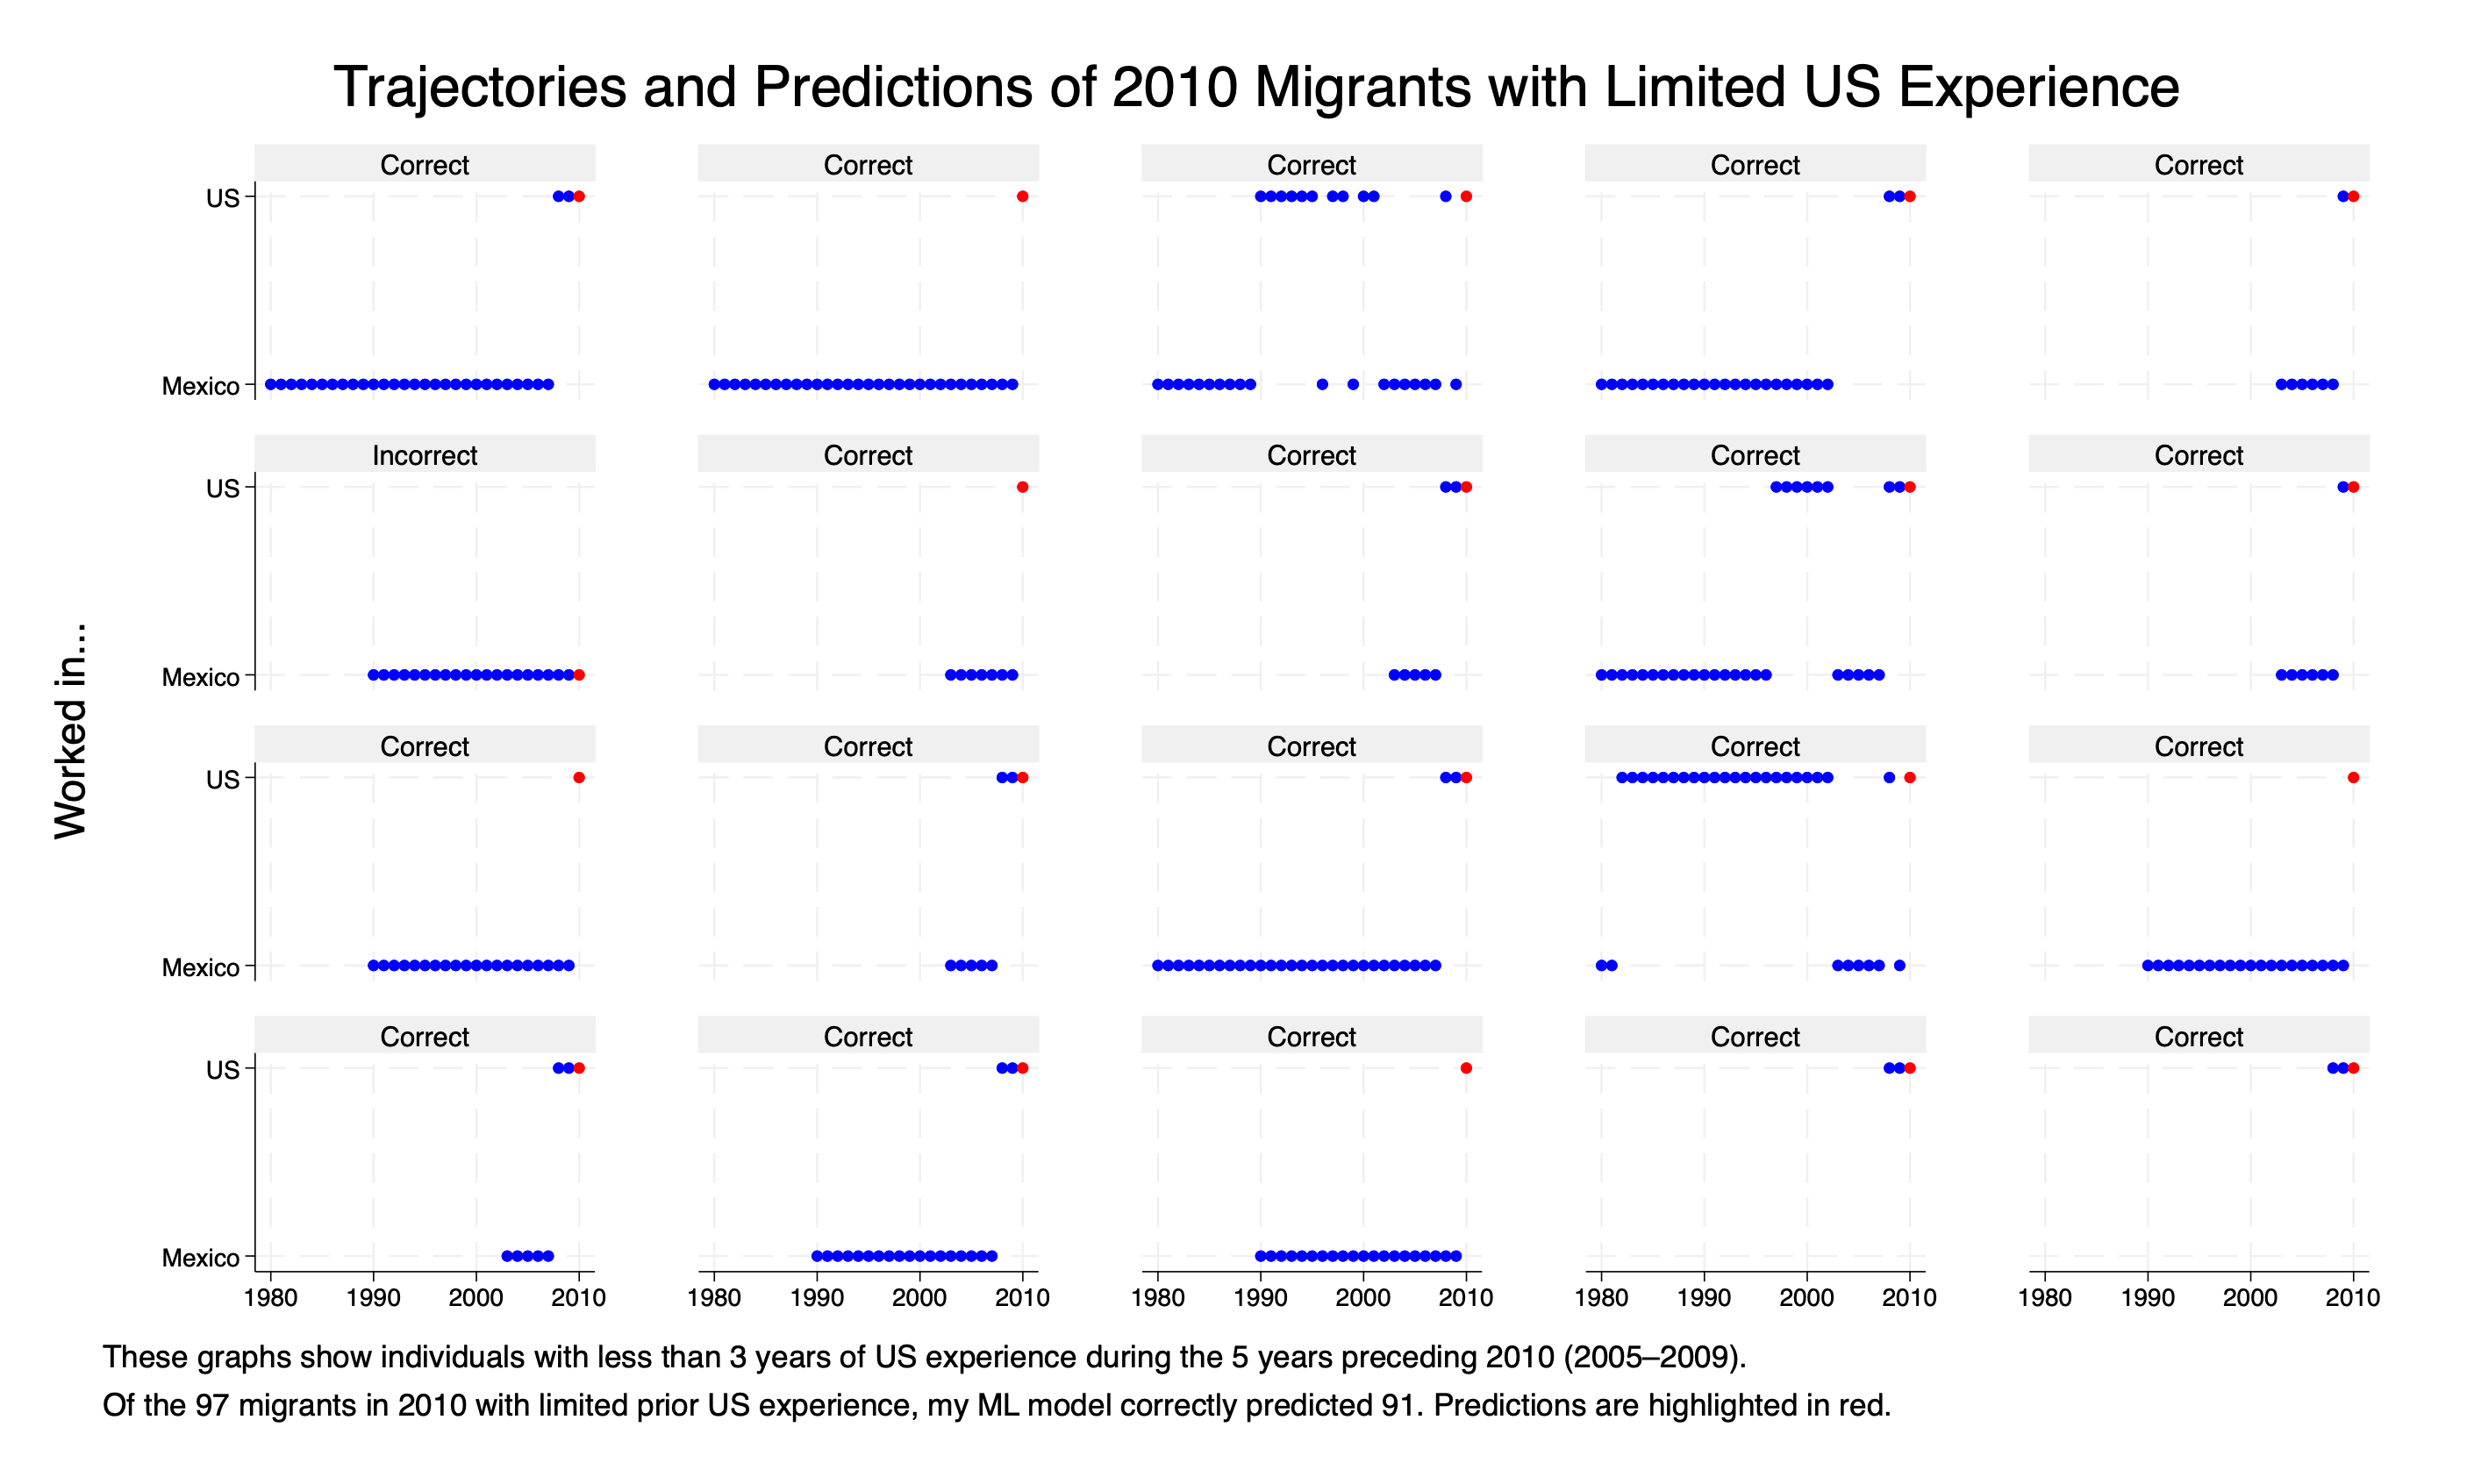 Trajectories and Predictions of 2010 Migrants with Limited US Experience
Correct Correct Correct Correct Correct
US
Mexico
Incorrect Correct Correct Correct Correct
US
Mexico
Worked in...
Correct Correct Correct Correct Correct
US
Mexico
Correct Correct Correct Correct Correct
US
Mexico
1980 1990 2000 2010 1980 1990 2000 2010 1980 1990 2000 2010 1980 1990 2000 2010 1980 1990 2000 2010
These graphs show individuals with less than 3 years of US experience during the 5 years preceding 2010 (2005–2009).
Of the 97 migrants in 2010 with limited prior US experience, my ML model correctly predicted 91. Predictions are highlighted in red.